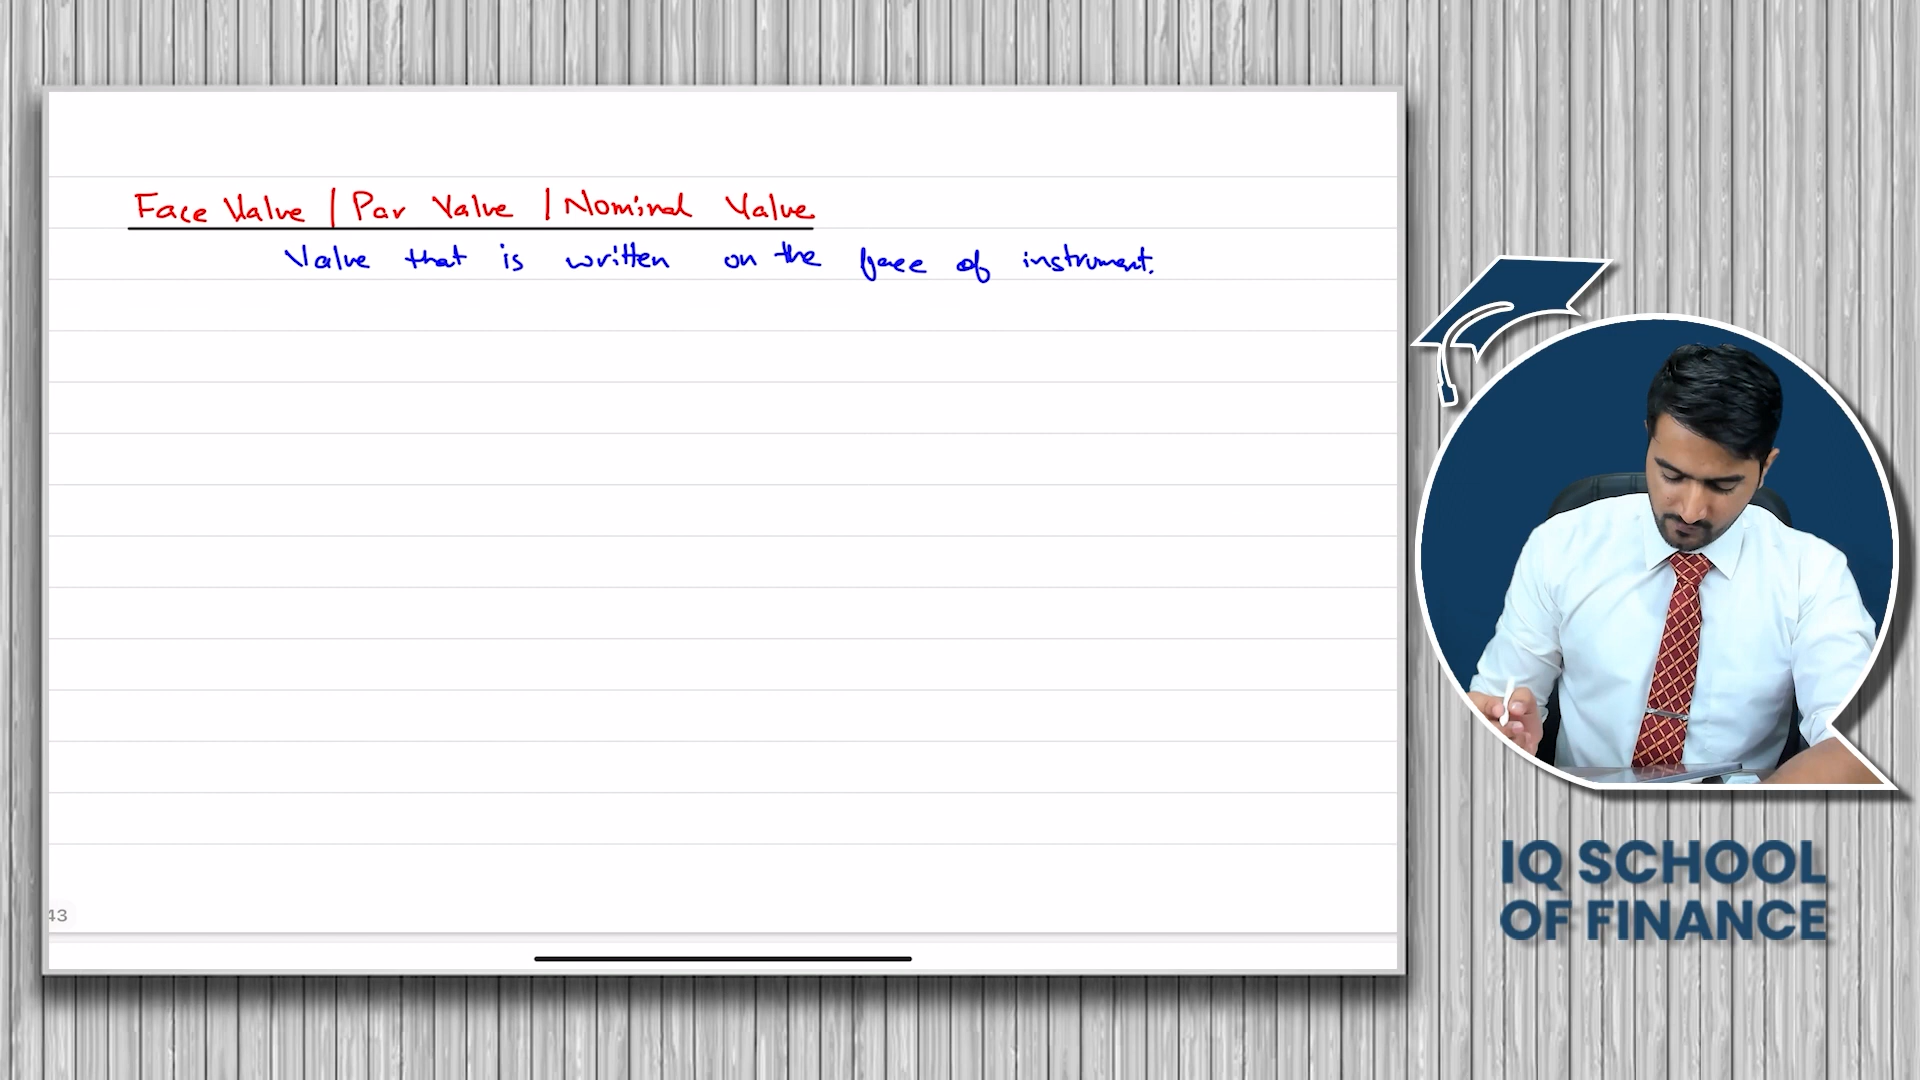 Face Value | Par Value | Nominal Value
Value that is written on the face of instrument.
43
IQ SCHOOL
OF FINANCE